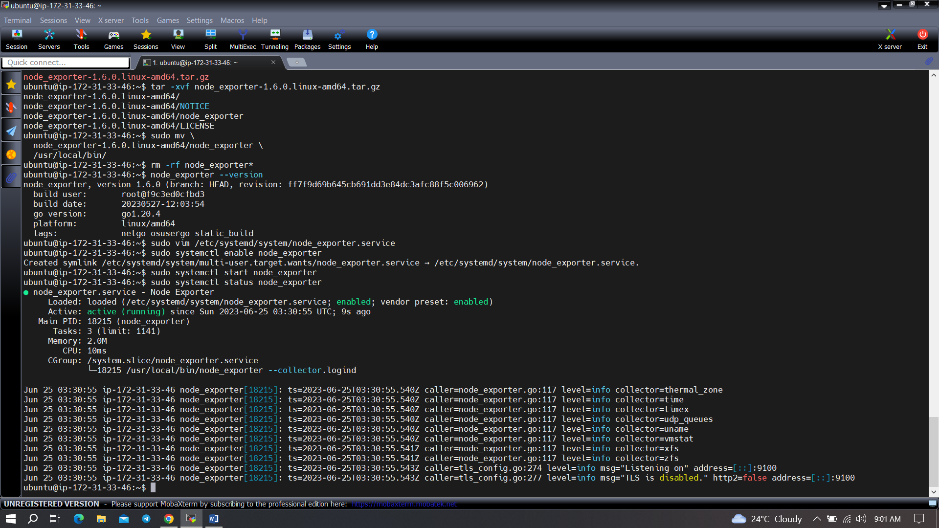 ubuntu@ip-172-31-33-46: ~
Terminal Sessions View X server Tools Games Settings Macros Help
Session Servers Tools Games Sessions View Split MultiExec Tunneling Packages Settings Help X server Exit
Quick connect...
1. ubuntu@ip-172-31-33-46: ~
node_exporter-1.6.0.linux-amd64.tar.gz
ubuntu@ip-172-31-33-46:~$ tar -xvf node_exporter-1.6.0.linux-amd64.tar.gz
node_exporter-1.6.0.linux-amd64/
node_exporter-1.6.0.linux-amd64/NOTICE
node_exporter-1.6.0.linux-amd64/node_exporter
node_exporter-1.6.0.linux-amd64/LICENSE
ubuntu@ip-172-31-33-46:~$ sudo mv \
  node_exporter-1.6.0.linux-amd64/node_exporter \
  /usr/local/bin/
ubuntu@ip-172-31-33-46:~$ rm -rf node_exporter*
ubuntu@ip-172-31-33-46:~$ node_exporter --version
node_exporter, version 1.6.0 (branch: HEAD, revision: ff7f9d69b645cb691dd3e84dc3afc88f5c006962)
  build user: root@f9c3ed0cfbd3
  build date: 20230527-12:03:54
  go version: go1.20.4
  platform: linux/amd64
  tags: netgo osusergo static_build
ubuntu@ip-172-31-33-46:~$ sudo vim /etc/systemd/system/node_exporter.service
ubuntu@ip-172-31-33-46:~$ sudo systemctl enable node_exporter
Created symlink /etc/systemd/system/multi-user.target.wants/node_exporter.service → /etc/systemd/system/node_exporter.service.
ubuntu@ip-172-31-33-46:~$ sudo systemctl start node_exporter
ubuntu@ip-172-31-33-46:~$ sudo systemctl status node_exporter
● node_exporter.service - Node Exporter
     Loaded: loaded (/etc/systemd/system/node_exporter.service; enabled; vendor preset: enabled)
     Active: active (running) since Sun 2023-06-25 03:30:55 UTC; 9s ago
   Main PID: 18215 (node_exporter)
      Tasks: 3 (limit: 1141)
     Memory: 2.0M
        CPU: 10ms
     CGroup: /system.slice/node_exporter.service
             └─18215 /usr/local/bin/node_exporter --collector.logind
Jun 25 03:30:55 ip-172-31-33-46 node_exporter[18215]: ts=2023-06-25T03:30:55.540Z caller=node_exporter.go:117 level=info collector=thermal_zone
Jun 25 03:30:55 ip-172-31-33-46 node_exporter[18215]: ts=2023-06-25T03:30:55.540Z caller=node_exporter.go:117 level=info collector=time
Jun 25 03:30:55 ip-172-31-33-46 node_exporter[18215]: ts=2023-06-25T03:30:55.540Z caller=node_exporter.go:117 level=info collector=timex
Jun 25 03:30:55 ip-172-31-33-46 node_exporter[18215]: ts=2023-06-25T03:30:55.540Z caller=node_exporter.go:117 level=info collector=udp_queues
Jun 25 03:30:55 ip-172-31-33-46 node_exporter[18215]: ts=2023-06-25T03:30:55.540Z caller=node_exporter.go:117 level=info collector=uname
Jun 25 03:30:55 ip-172-31-33-46 node_exporter[18215]: ts=2023-06-25T03:30:55.540Z caller=node_exporter.go:117 level=info collector=vmstat
Jun 25 03:30:55 ip-172-31-33-46 node_exporter[18215]: ts=2023-06-25T03:30:55.540Z caller=node_exporter.go:117 level=info collector=xfs
Jun 25 03:30:55 ip-172-31-33-46 node_exporter[18215]: ts=2023-06-25T03:30:55.541Z caller=node_exporter.go:117 level=info collector=zfs
Jun 25 03:30:55 ip-172-31-33-46 node_exporter[18215]: ts=2023-06-25T03:30:55.543Z caller=tls_config.go:274 level=info msg="Listening on" address=[::]:9100
Jun 25 03:30:55 ip-172-31-33-46 node_exporter[18215]: ts=2023-06-25T03:30:55.543Z caller=tls_config.go:277 level=info msg="TLS is disabled." http2=false address=[::]:9100
ubuntu@ip-172-31-33-46:~$
UNREGISTERED VERSION - Please support MobaXterm by subscribing to the professional edition here: https://mobaxterm.mobatek.net
24°C Cloudy 9:01 AM